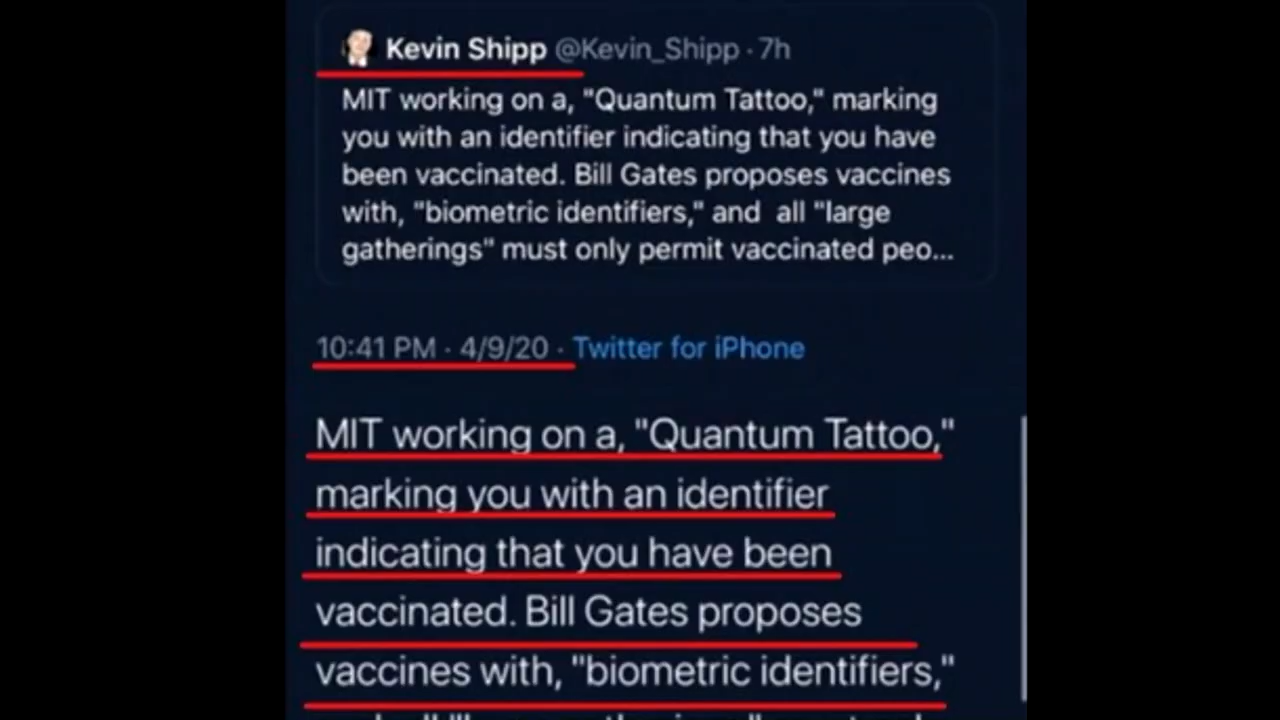 Kevin Shipp @Kevin_Shipp · 7h
MIT working on a, "Quantum Tattoo," marking
you with an identifier indicating that you have
been vaccinated. Bill Gates proposes vaccines
with, "biometric identifiers," and  all "large
gatherings" must only permit vaccinated peo...
10:41 PM · 4/9/20 · Twitter for iPhone
MIT working on a, "Quantum Tattoo,"
marking you with an identifier
indicating that you have been
vaccinated. Bill Gates proposes
vaccines with, "biometric identifiers,"